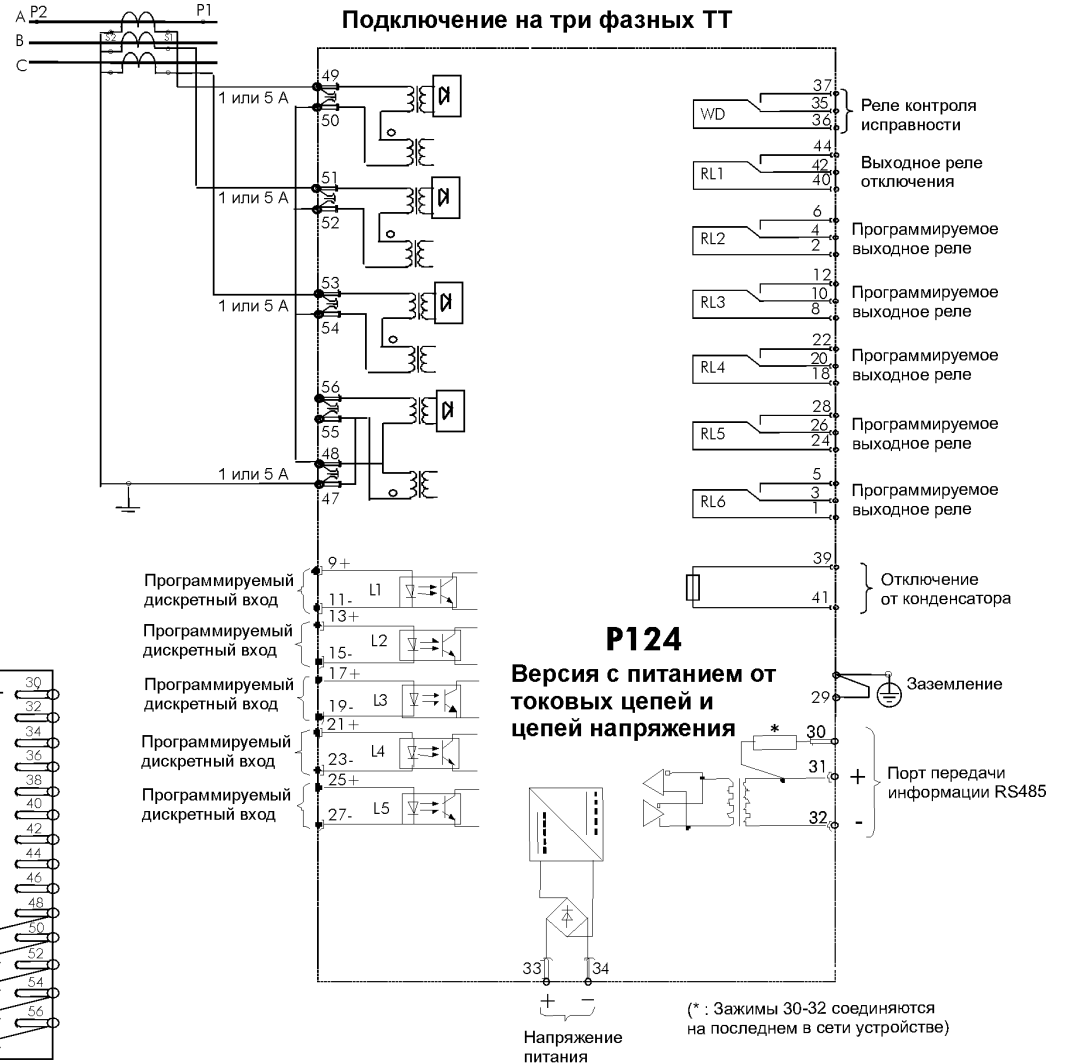 Подключение на три фазных ТТ
A P2 P1
B S2 S1
C
49
1 или 5 А
50
51
1 или 5 А
52
53
1 или 5 А
54
56
55
48
1 или 5 А
47
37
WD 35
36
Реле контроля
исправности
44
RL1 42
40
Выходное реле
отключения
6
RL2 4
2
Программируемое
выходное реле
12
RL3 10
8
Программируемое
выходное реле
22
RL4 20
18
Программируемое
выходное реле
28
RL5 26
24
Программируемое
выходное реле
5
RL6 3
1
Программируемое
выходное реле
39
41
Отключение
от конденсатора
Программируемый
дискретный вход
9+
L1
11-
Программируемый
дискретный вход
13+
L2
15-
Программируемый
дискретный вход
17+
L3
19-
Программируемый
дискретный вход
21+
L4
23-
Программируемый
дискретный вход
25+
L5
27-
P124
Версия с питанием от
токовых цепей и
цепей напряжения
29
Заземление
* 30
31 +
32 -
Порт передачи
информации RS485
33 34
+ −
Напряжение
питания
(* : Зажимы 30-32 соединяются
на последнем в сети устройстве)
30
32
34
36
38
40
42
44
46
48
50
52
54
56